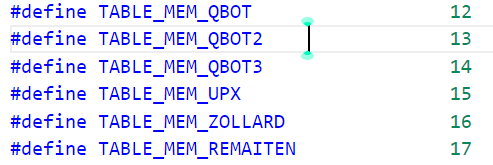 #define TABLE_MEM_QBOT 12
#define TABLE_MEM_QBOT2 13
#define TABLE_MEM_QBOT3 14
#define TABLE_MEM_UPX 15
#define TABLE_MEM_ZOLLARD 16
#define TABLE_MEM_REMAITEN 17